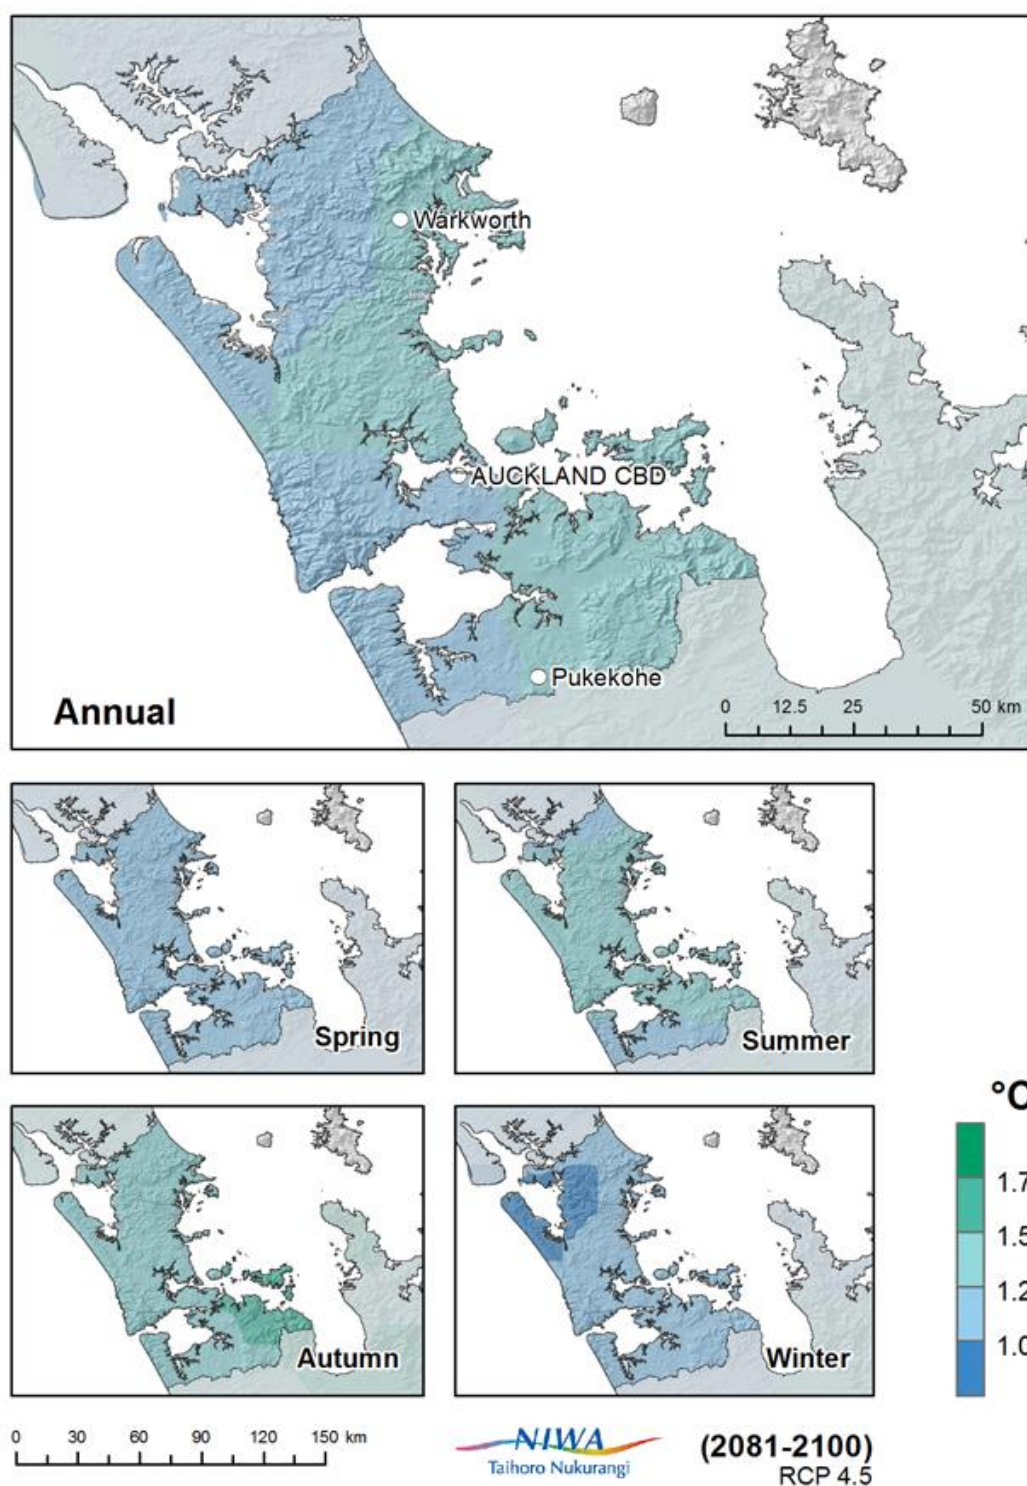 Warkworth
AUCKLAND CBD
Pukekohe
Annual
0 12.5 25 50 km
Spring
Summer
Autumn
Winter
°C
1.7
1.5
1.2
1.0
0 30 60 90 120 150 km
NIWA
Taihoro Nukurangi
(2081-2100)
RCP 4.5